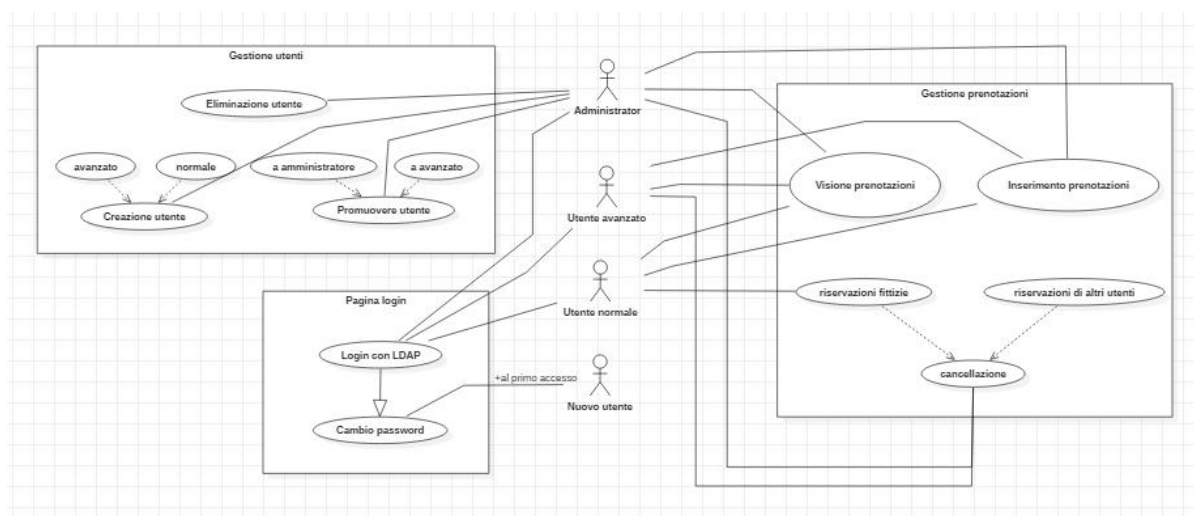 Gestione utenti
Eliminazione utente
avanzato
normale
a amministratore
a avanzato
Creazione utente
Promuovere utente
Administrator
Utente avanzato
Utente normale
Nuovo utente
+al primo accesso
Pagina login
Login con LDAP
Cambio password
Gestione prenotazioni
Visione prenotazioni
Inserimento prenotazioni
riservazioni fittizie
riservazioni di altri utenti
cancellazione